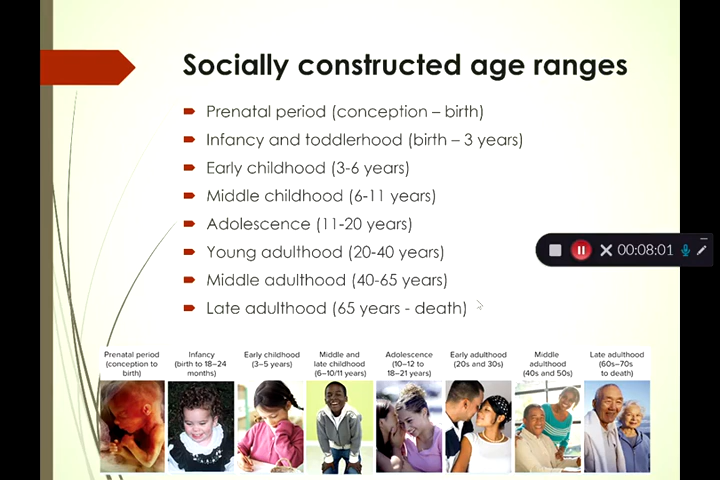 Socially constructed age ranges
Prenatal period (conception – birth)
Infancy and toddlerhood (birth – 3 years)
Early childhood (3-6 years)
Middle childhood (6-11 years)
Adolescence (11-20 years)
Young adulthood (20-40 years)
Middle adulthood (40-65 years)
Late adulthood (65 years - death)
00:08:01
Prenatal period
(conception to
birth)
Infancy
(birth to 18–24
months)
Early childhood
(3–5 years)
Middle and
late childhood
(6–10/11 years)
Adolescence
(10–12 to
18–21 years)
Early adulthood
(20s and 30s)
Middle
adulthood
(40s and 50s)
Late adulthood
(60s–70s
to death)